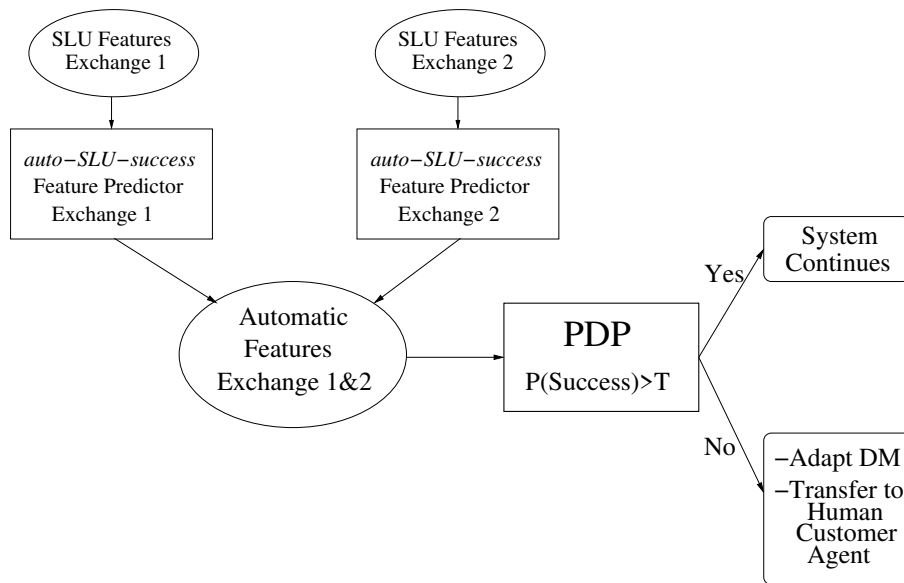 SLU Features
Exchange 1
SLU Features
Exchange 2
auto−SLU−success
Feature Predictor
Exchange 1
auto−SLU−success
Feature Predictor
Exchange 2
Automatic
Features
Exchange 1&2
PDP
P(Success)>T
Yes
System
Continues
No
−Adapt DM
−Transfer to
Human
Customer
Agent